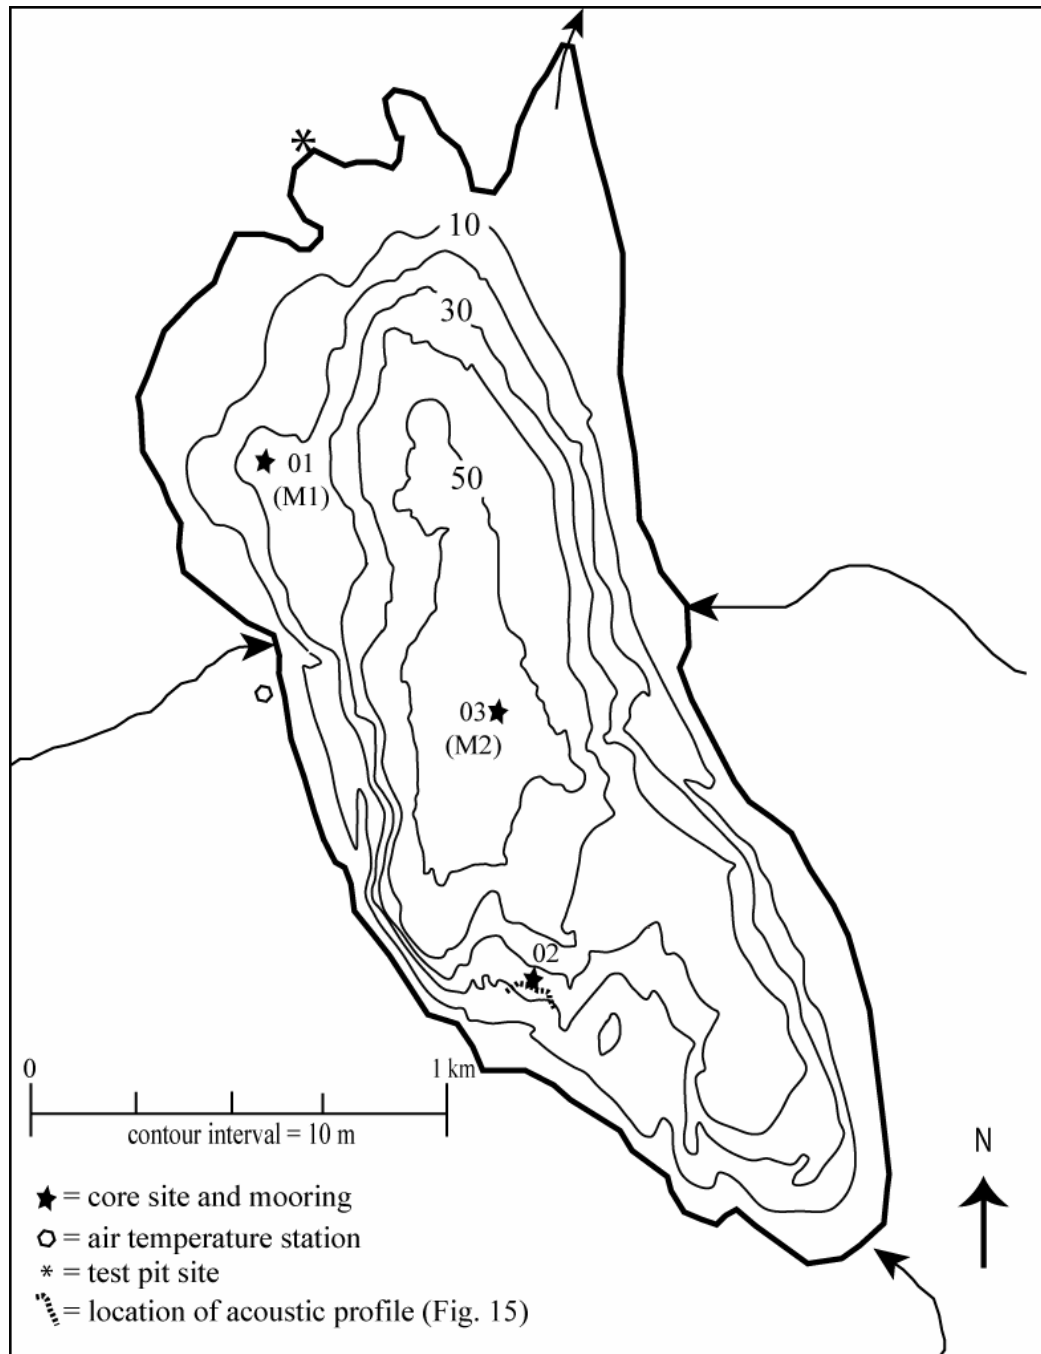 10
30
01
(M1)
50
03
(M2)
02
0
1 km
contour interval = 10 m
N
= core site and mooring
= air temperature station
= test pit site
= location of acoustic profile (Fig. 15)